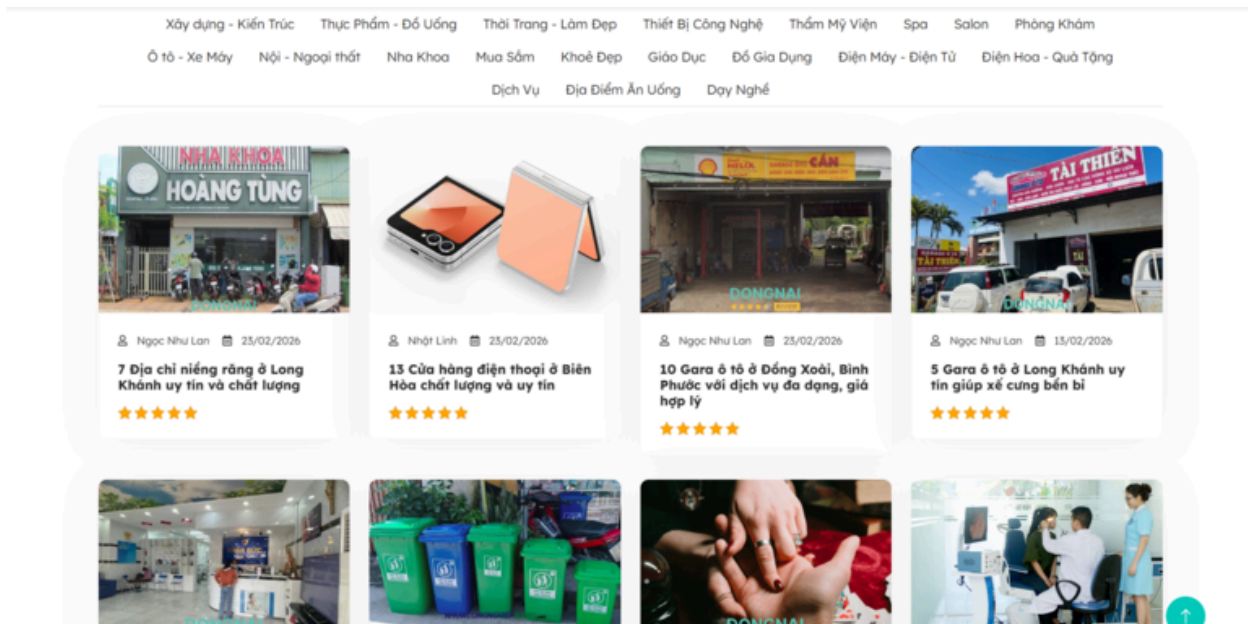 Xây dựng - Kiến Trúc Thực Phẩm - Đồ Uống Thời Trang - Làm Đẹp Thiết Bị Công Nghệ Thẩm Mỹ Viện Spa Salon Phòng Khám
Ô tô - Xe Máy Nội - Ngoại thất Nha Khoa Mua Sắm Khoẻ Đẹp Giáo Dục Đồ Gia Dụng Điện Máy - Điện Tử Điện Hoa - Quà Tặng
Dịch Vụ Địa Điểm Ăn Uống Dạy Nghề
NHA KHOA
HOÀNG TÙNG
DONGNAI
HELIX
CẦN
DONGNAI
TÀI THIÊN
TÀI THIÊN
TÀI
DONGNAI
Ngọc Như Lan 23/02/2026
7 Địa chỉ niềng răng ở Long
Khánh uy tín và chất lượng
Nhật Linh 23/02/2026
13 Cửa hàng điện thoại ở Biên
Hòa chất lượng và uy tín
Ngọc Như Lan 23/02/2026
10 Gara ô tô ở Đồng Xoài, Bình
Phước với dịch vụ đa dạng, giá
hợp lý
Ngọc Như Lan 13/02/2026
5 Gara ô tô ở Long Khánh uy
tín giúp xế cưng bền bỉ
DONGNAI
DONGNAI